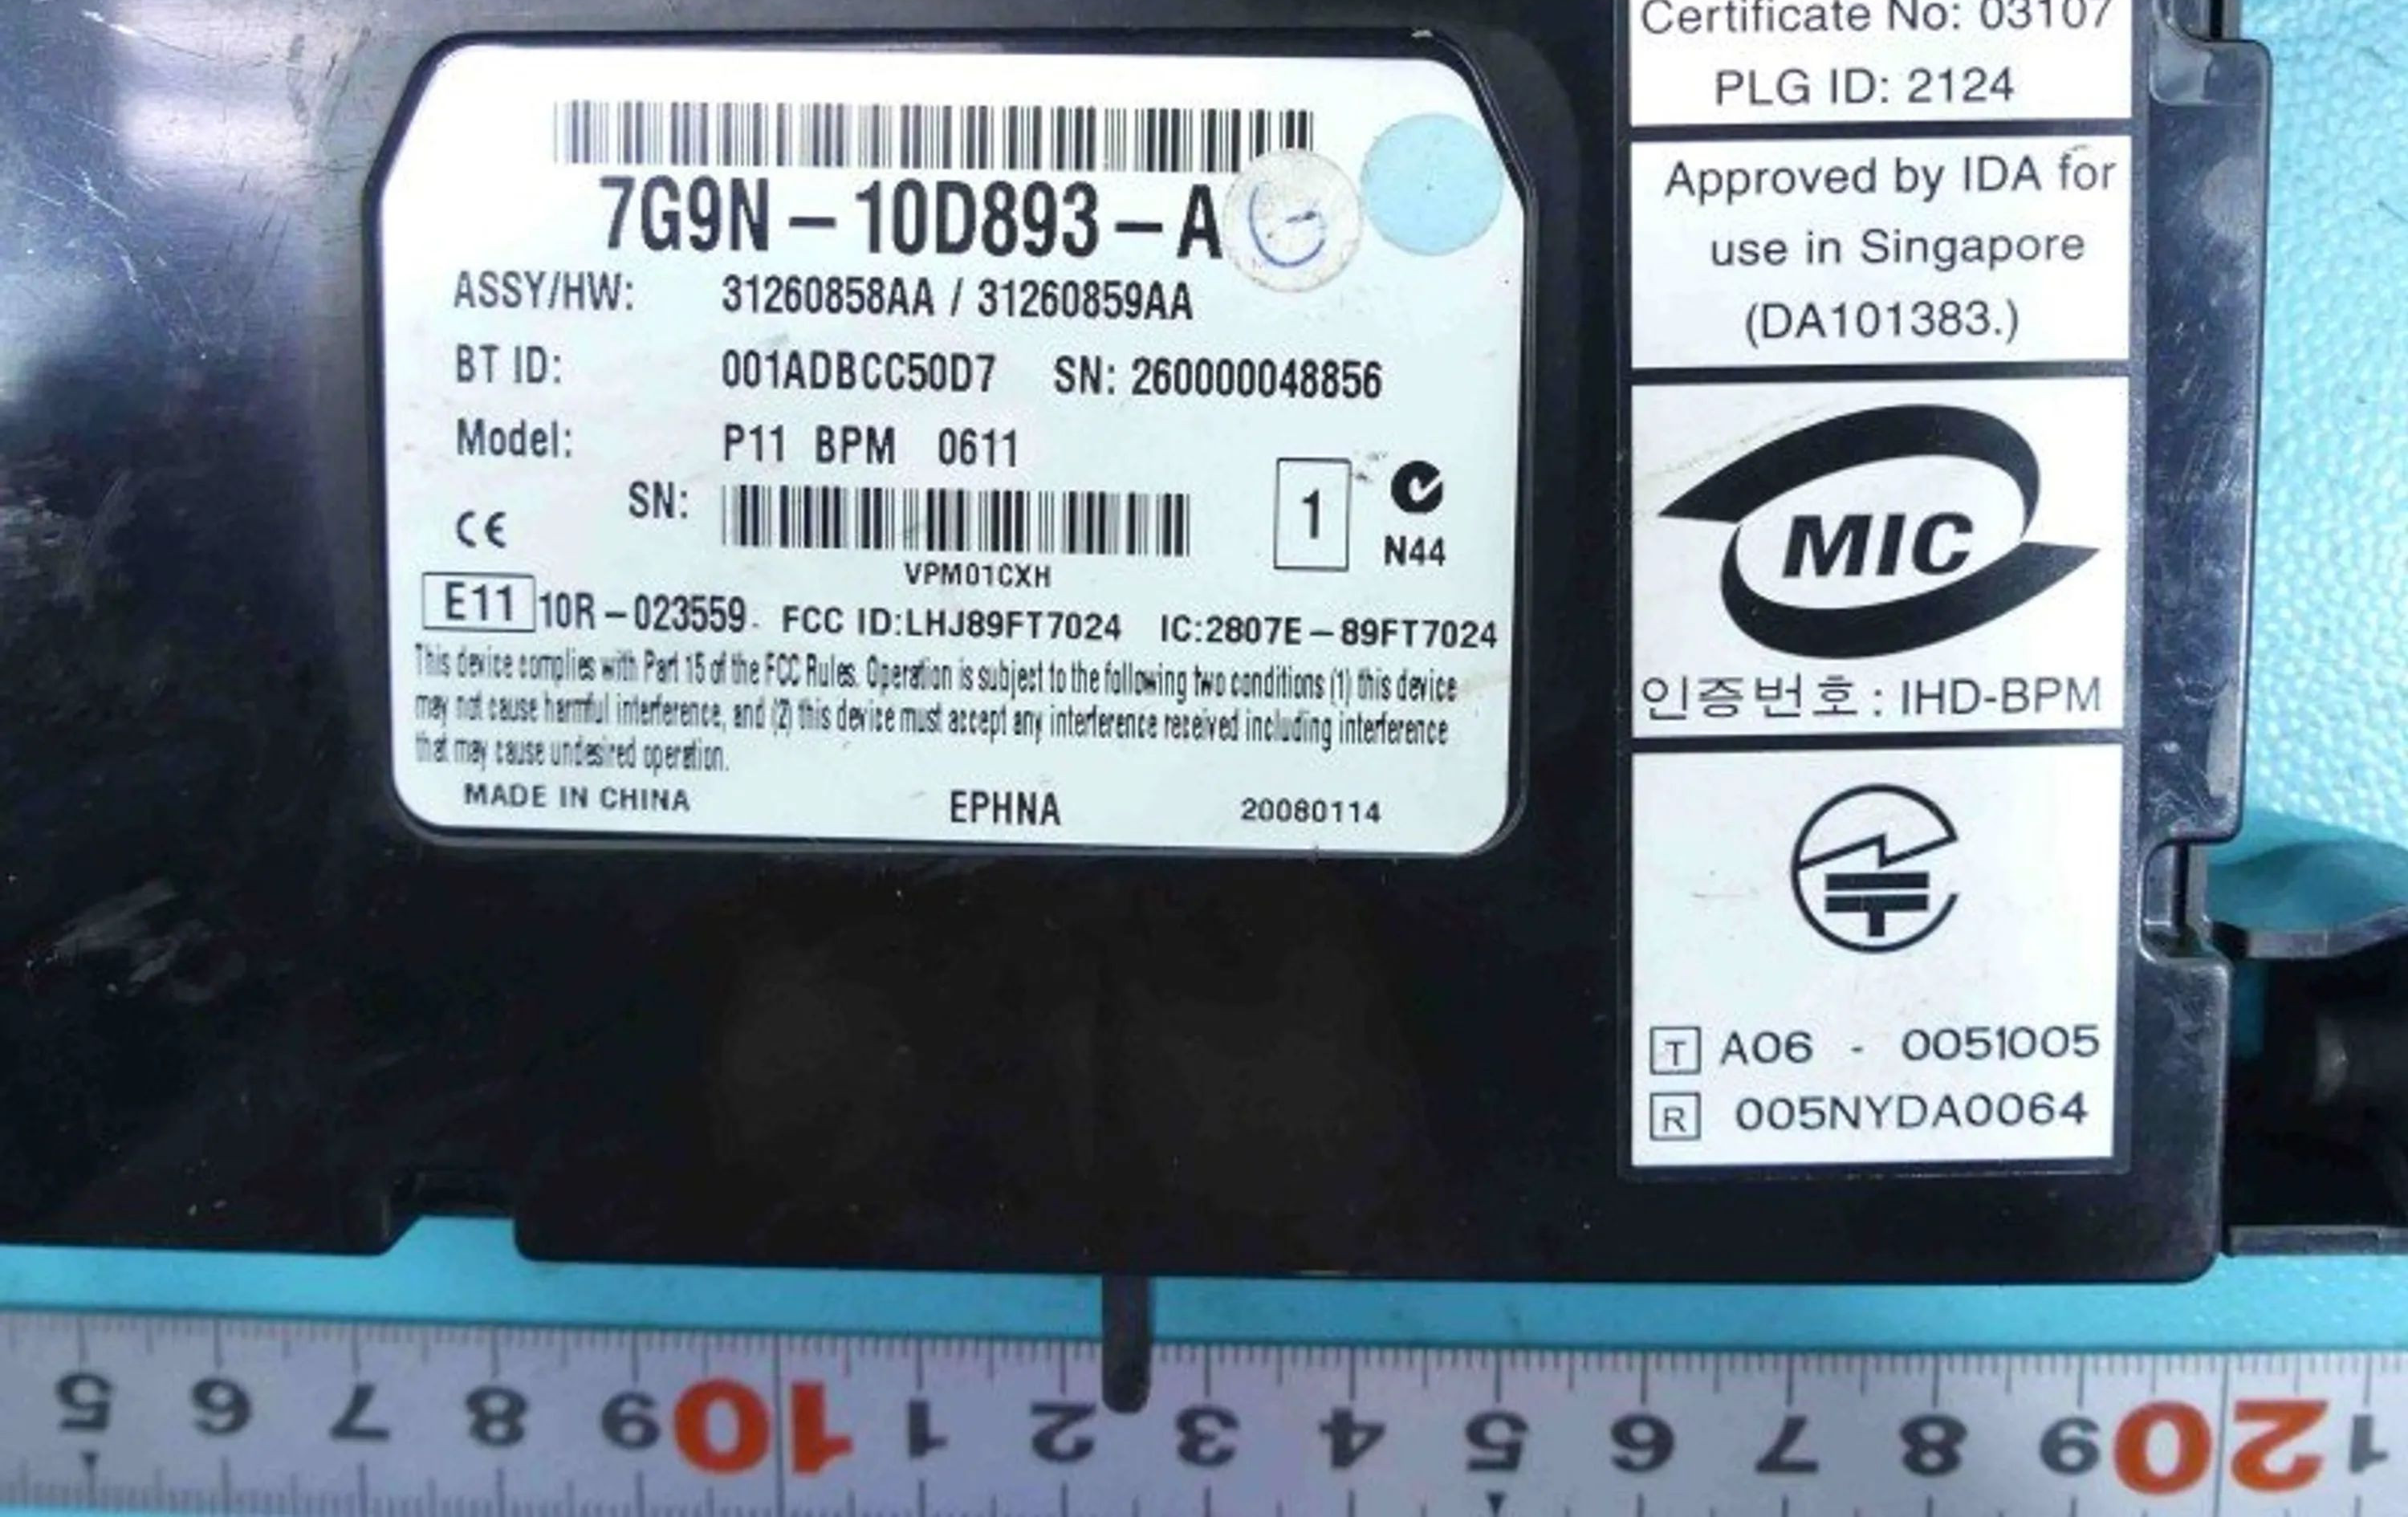 7G9N – 10D893 – A
G
ASSY/HW: 31260858AA / 31260859AA
BT ID: 001ADBCC50D7 SN: 260000048856
Model: P11 BPM 0611
SN:
VPM01CXH
1
N44
CE
E11 10R – 023559 FCC ID:LHJ89FT7024 IC:2807E – 89FT7024
This device complies with Part 15 of the FCC Rules. Operation is subject to the following two conditions (1) this device
may not cause harmful interference, and (2) this device must accept any interference received including interference
that may cause undesired operation.
MADE IN CHINA EPHNA 20080114
Certificate No: 03107
PLG ID: 2124
Approved by IDA for
use in Singapore
(DA101383.)
MIC
인증번호 : IHD-BPM
T A06 - 0051005
R 005NYDA0064
5 6 7 8 9 10 1 2 3 4 5 6 7 8 9 20 1